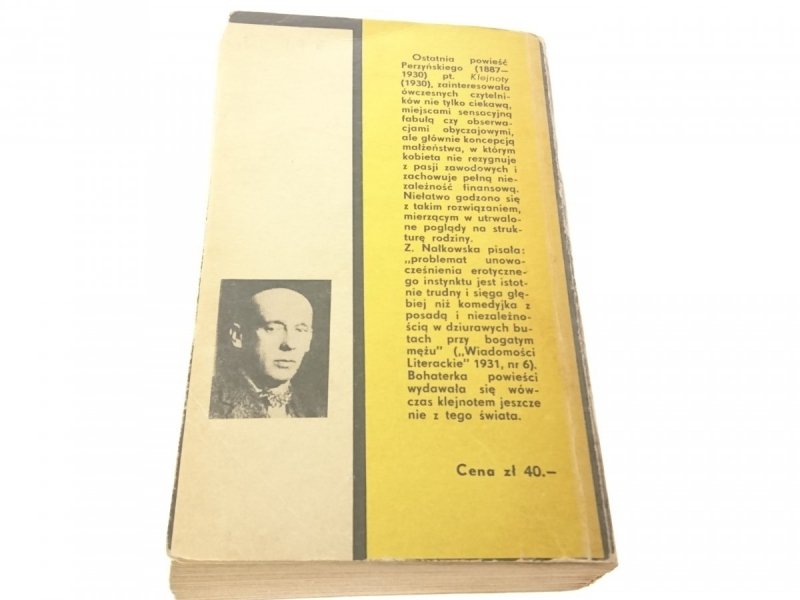 Ostatnia powieść
Perzyńskiego (1887—
1930) pt. Klejnoty
(1930), zainteresowała
ówczesnych czytelni-
ków nie tylko ciekawą,
miejscami sensacyjną
fabułą czy obserwa-
cjami obyczajowymi,
ale głównie koncepcją
małżeństwa, w którym
kobieta nie rezygnuje
z pasji zawodowych i
zachowuje pełną nie-
zależność finansową.
Niełatwo godzono się
z takim rozwiązaniem,
mierzącym w utrwalo-
ne poglądy na struk-
turę rodziny.
Z. Nałkowska pisała:
„problemat unowo-
cześnienia erotyczne-
go instynktu jest istot-
nie trudny i sięga głę-
biej niż komedyjka z
posadą i niezależno-
ścią w dziurawych bu-
tach przy bogatym
mężu” („Wiadomości
Literackie” 1931, nr 6).
Bohaterka powieści
wydawała się wów-
czas klejnotem jeszcze
nie z tego świata.
Cena zł 40.—